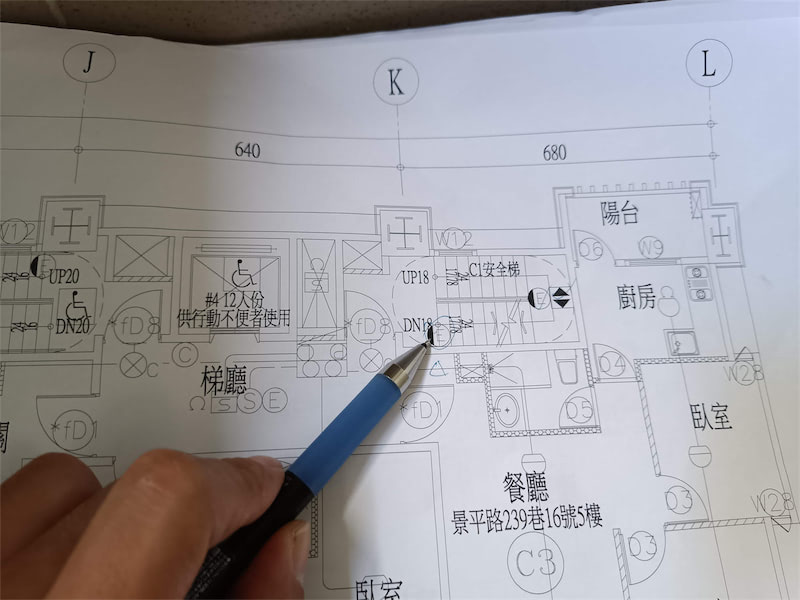 J
K
L
640
680
陽台
W12
W12
D6
W9
UP20
UP18
C1安全梯
E
廚房
#4 12人份
供行動不便者使用
DN20
DN18
*fD8
*fD8
C
C
D4
W28
梯廳
S
S
E
*fD1
*fD1
D5
臥室
餐廳
景平路239巷16號5樓
D3
W28
C3
D3
臥室